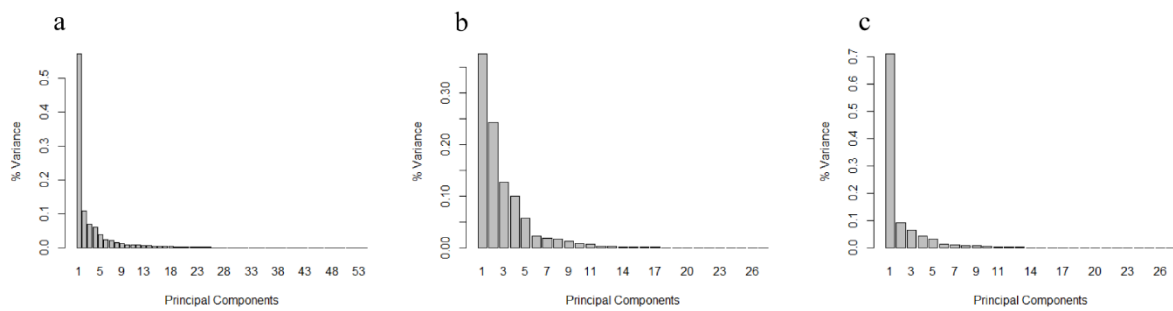 a
% Variance
0.0 0.1 0.2 0.3 0.4 0.5
1 5 9 13 18 23 28 33 38 43 48 53
Principal Components
b
% Variance
0.00 0.10 0.20 0.30
1 3 5 7 9 11 14 17 20 23 26
Principal Components
c
% Variance
0.0 0.1 0.2 0.3 0.4 0.5 0.6 0.7
1 3 5 7 9 11 14 17 20 23 26
Principal Components